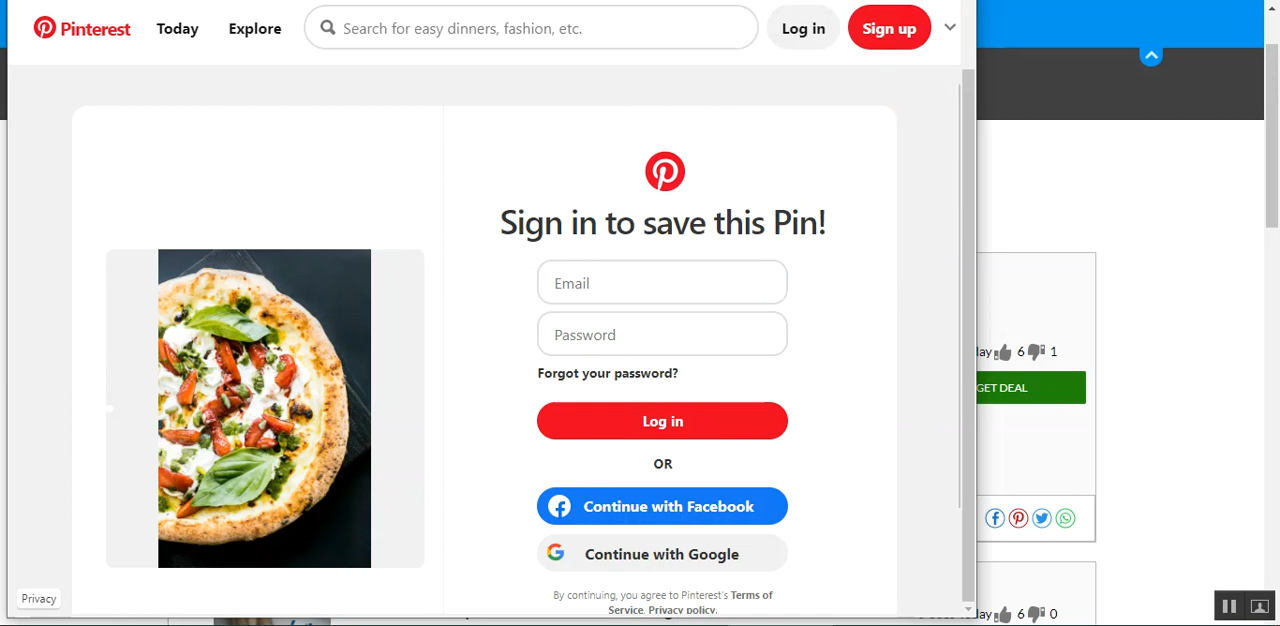 Pinterest
Today
Explore
Search for easy dinners, fashion, etc.
Log in
Sign up
Sign in to save this Pin!
Email
Password
Forgot your password?
Log in
OR
Continue with Facebook
Continue with Google
By continuing, you agree to Pinterest's Terms of
Service, Privacy policy.
Privacy
6 1
GET DEAL
6 0